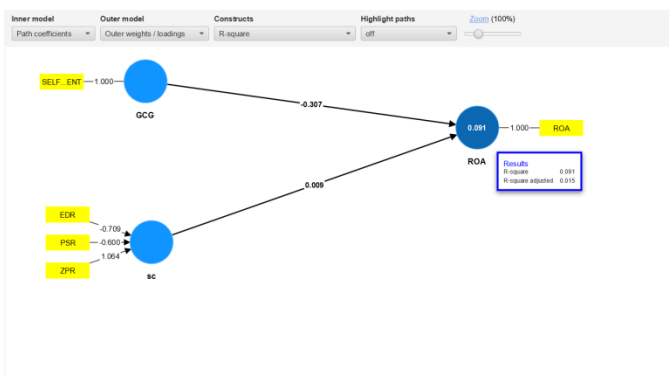 Inner model Outer model Constructs Highlight paths Zoom (100%)
Path coefficients Outer weights / loadings R-square off
SELF...ENT 1.000
GCG
-0.307
0.091 1.000 ROA
ROA
Results
R-square 0.091
R-square adjusted 0.015
0.009
EDR
-0.709
PSR -0.600
1.064
ZPR
sc